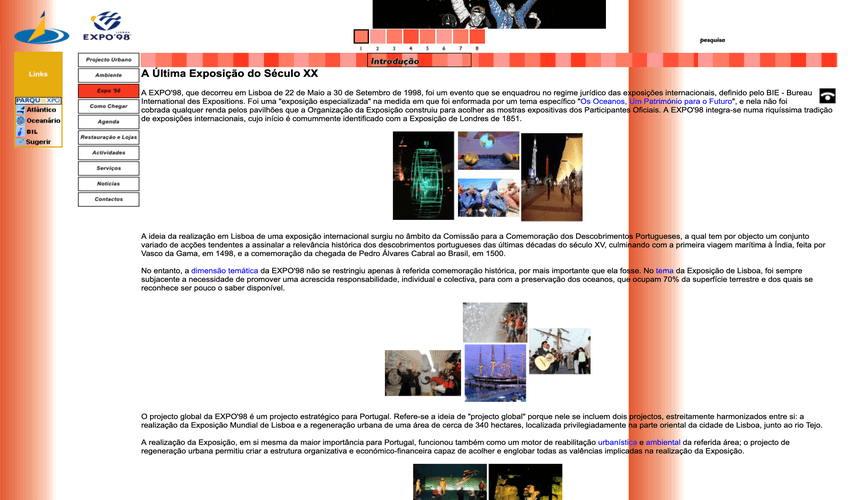 LISBOA
EXPO'98
pesquisa
1 2 3 4 5 6 7 8
Introdução
Links
PARQU XPO
Atlântico
Oceanário
BIL
Sugerir
Projecto Urbano
Ambiente
Expo '98
Como Chegar
Agenda
Restauração e Lojas
Actividades
Serviços
Notícias
Contactos
A Última Exposição do Século XX
A EXPO'98, que decorreu em Lisboa de 22 de Maio a 30 de Setembro de 1998, foi um evento que se enquadrou no regime jurídico das exposições internacionais, definido pelo BIE - Bureau
International des Expositions. Foi uma "exposição especializada" na medida em que foi enformada por um tema específico "Os Oceanos, Um Património para o Futuro", e nela não foi
cobrada qualquer renda pelos pavilhões que a Organização da Exposição construiu para acolher as mostras expositivas dos Participantes Oficiais. A EXPO'98 integra-se numa riquíssima tradição
de exposições internacionais, cujo início é comummente identificado com a Exposição de Londres de 1851.
A ideia da realização em Lisboa de uma exposição internacional surgiu no âmbito da Comissão para a Comemoração dos Descobrimentos Portugueses, a qual tem por objecto um conjunto
variado de acções tendentes a assinalar a relevância histórica dos descobrimentos portugueses das últimas décadas do século XV, culminando com a primeira viagem marítima à Índia, feita por
Vasco da Gama, em 1498, e a comemoração da chegada de Pedro Álvares Cabral ao Brasil, em 1500.
No entanto, a dimensão temática da EXPO'98 não se restringiu apenas à referida comemoração histórica, por mais importante que ela fosse. No tema da Exposição de Lisboa, foi sempre
subjacente a necessidade de promover uma acrescida responsabilidade, individual e colectiva, para com a preservação dos oceanos, que ocupam 70% da superfície terrestre e dos quais se
reconhece ser pouco o saber disponível.
O projecto global da EXPO'98 é um projecto estratégico para Portugal. Refere-se a ideia de "projecto global" porque nele se incluem dois projectos, estreitamente harmonizados entre si: a
realização da Exposição Mundial de Lisboa e a regeneração urbana de uma área de cerca de 340 hectares, localizada privilegiadamente na parte oriental da cidade de Lisboa, junto ao rio Tejo.
A realização da Exposição, em si mesma da maior importância para Portugal, funcionou também como um motor de reabilitação urbanística e ambiental da referida área; o projecto de
regeneração urbana permitiu criar a estrutura organizativa e económico-financeira capaz de acolher e englobar todas as valências implicadas na realização da Exposição.